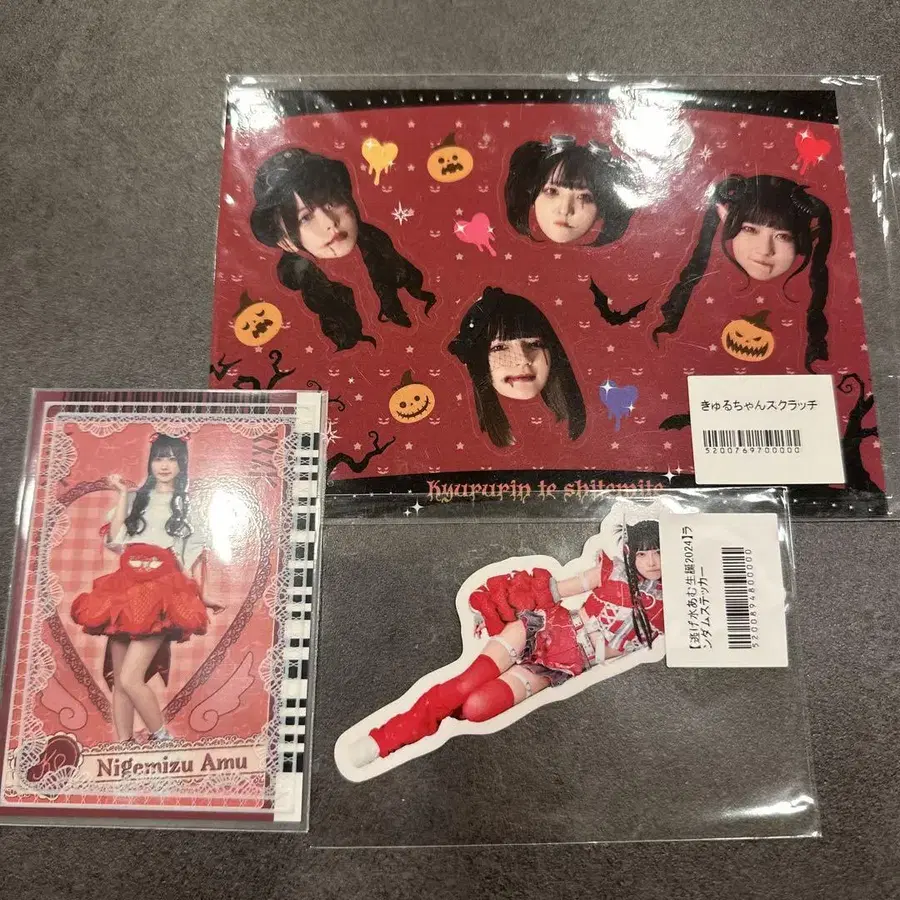 きゅるちゃんスクラッチ
5200769700000
Kyururin te shitemite
【逃げ水あむ生誕2024】ラ
ンダムステッカー
5200894800000
Nigemizu Amu